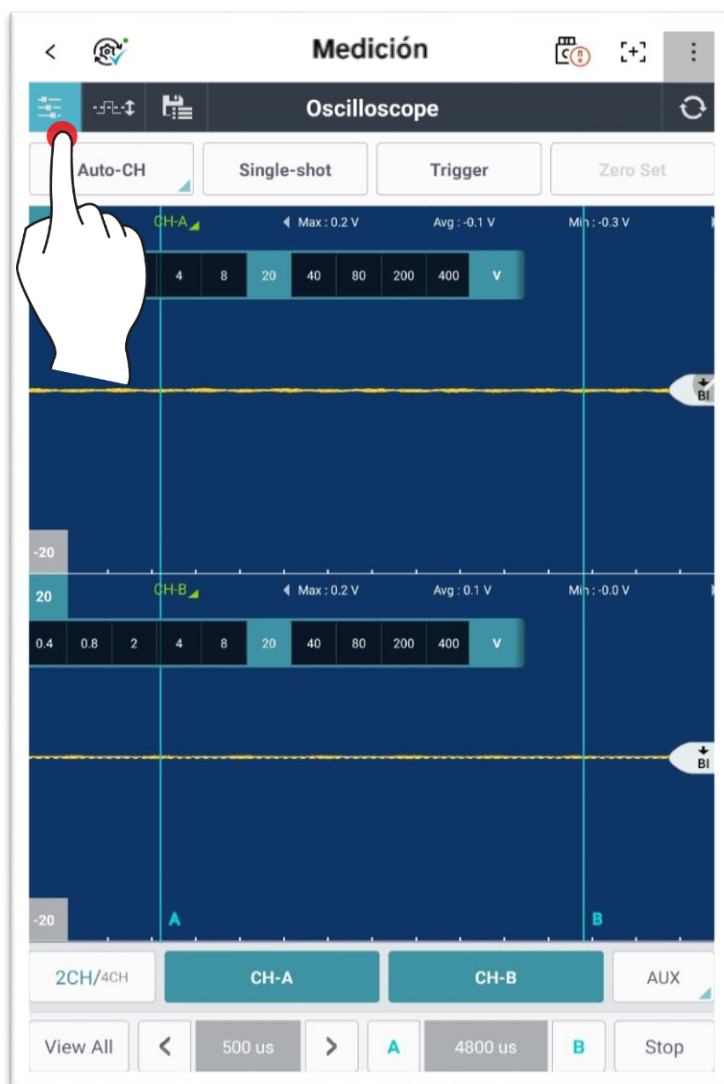 Medición
Oscilloscope
Auto-CH Single-shot Trigger Zero Set
CH-A Max : 0.2 V Avg : -0.1 V Min : -0.3 V
4 8 20 40 80 200 400 V
BI
-20
20 CH-B Max : 0.2 V Avg : 0.1 V Min : -0.0 V
0.4 0.8 2 4 8 20 40 80 200 400 V
BI
-20 A B
2CH/4CH CH-A CH-B AUX
View All < 500 us > A 4800 us B Stop